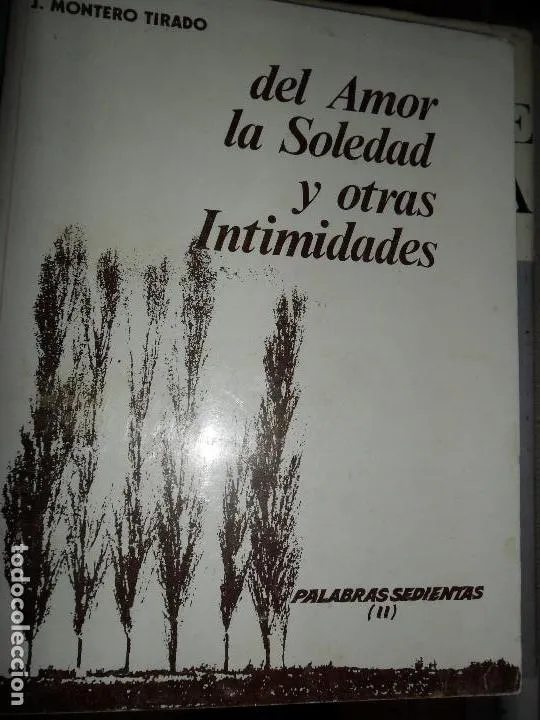 J. MONTERO TIRADO
del Amor
la Soledad
y otras
Intimidades
PALABRAS SEDIENTAS
(II)
E
A
todocoleccion